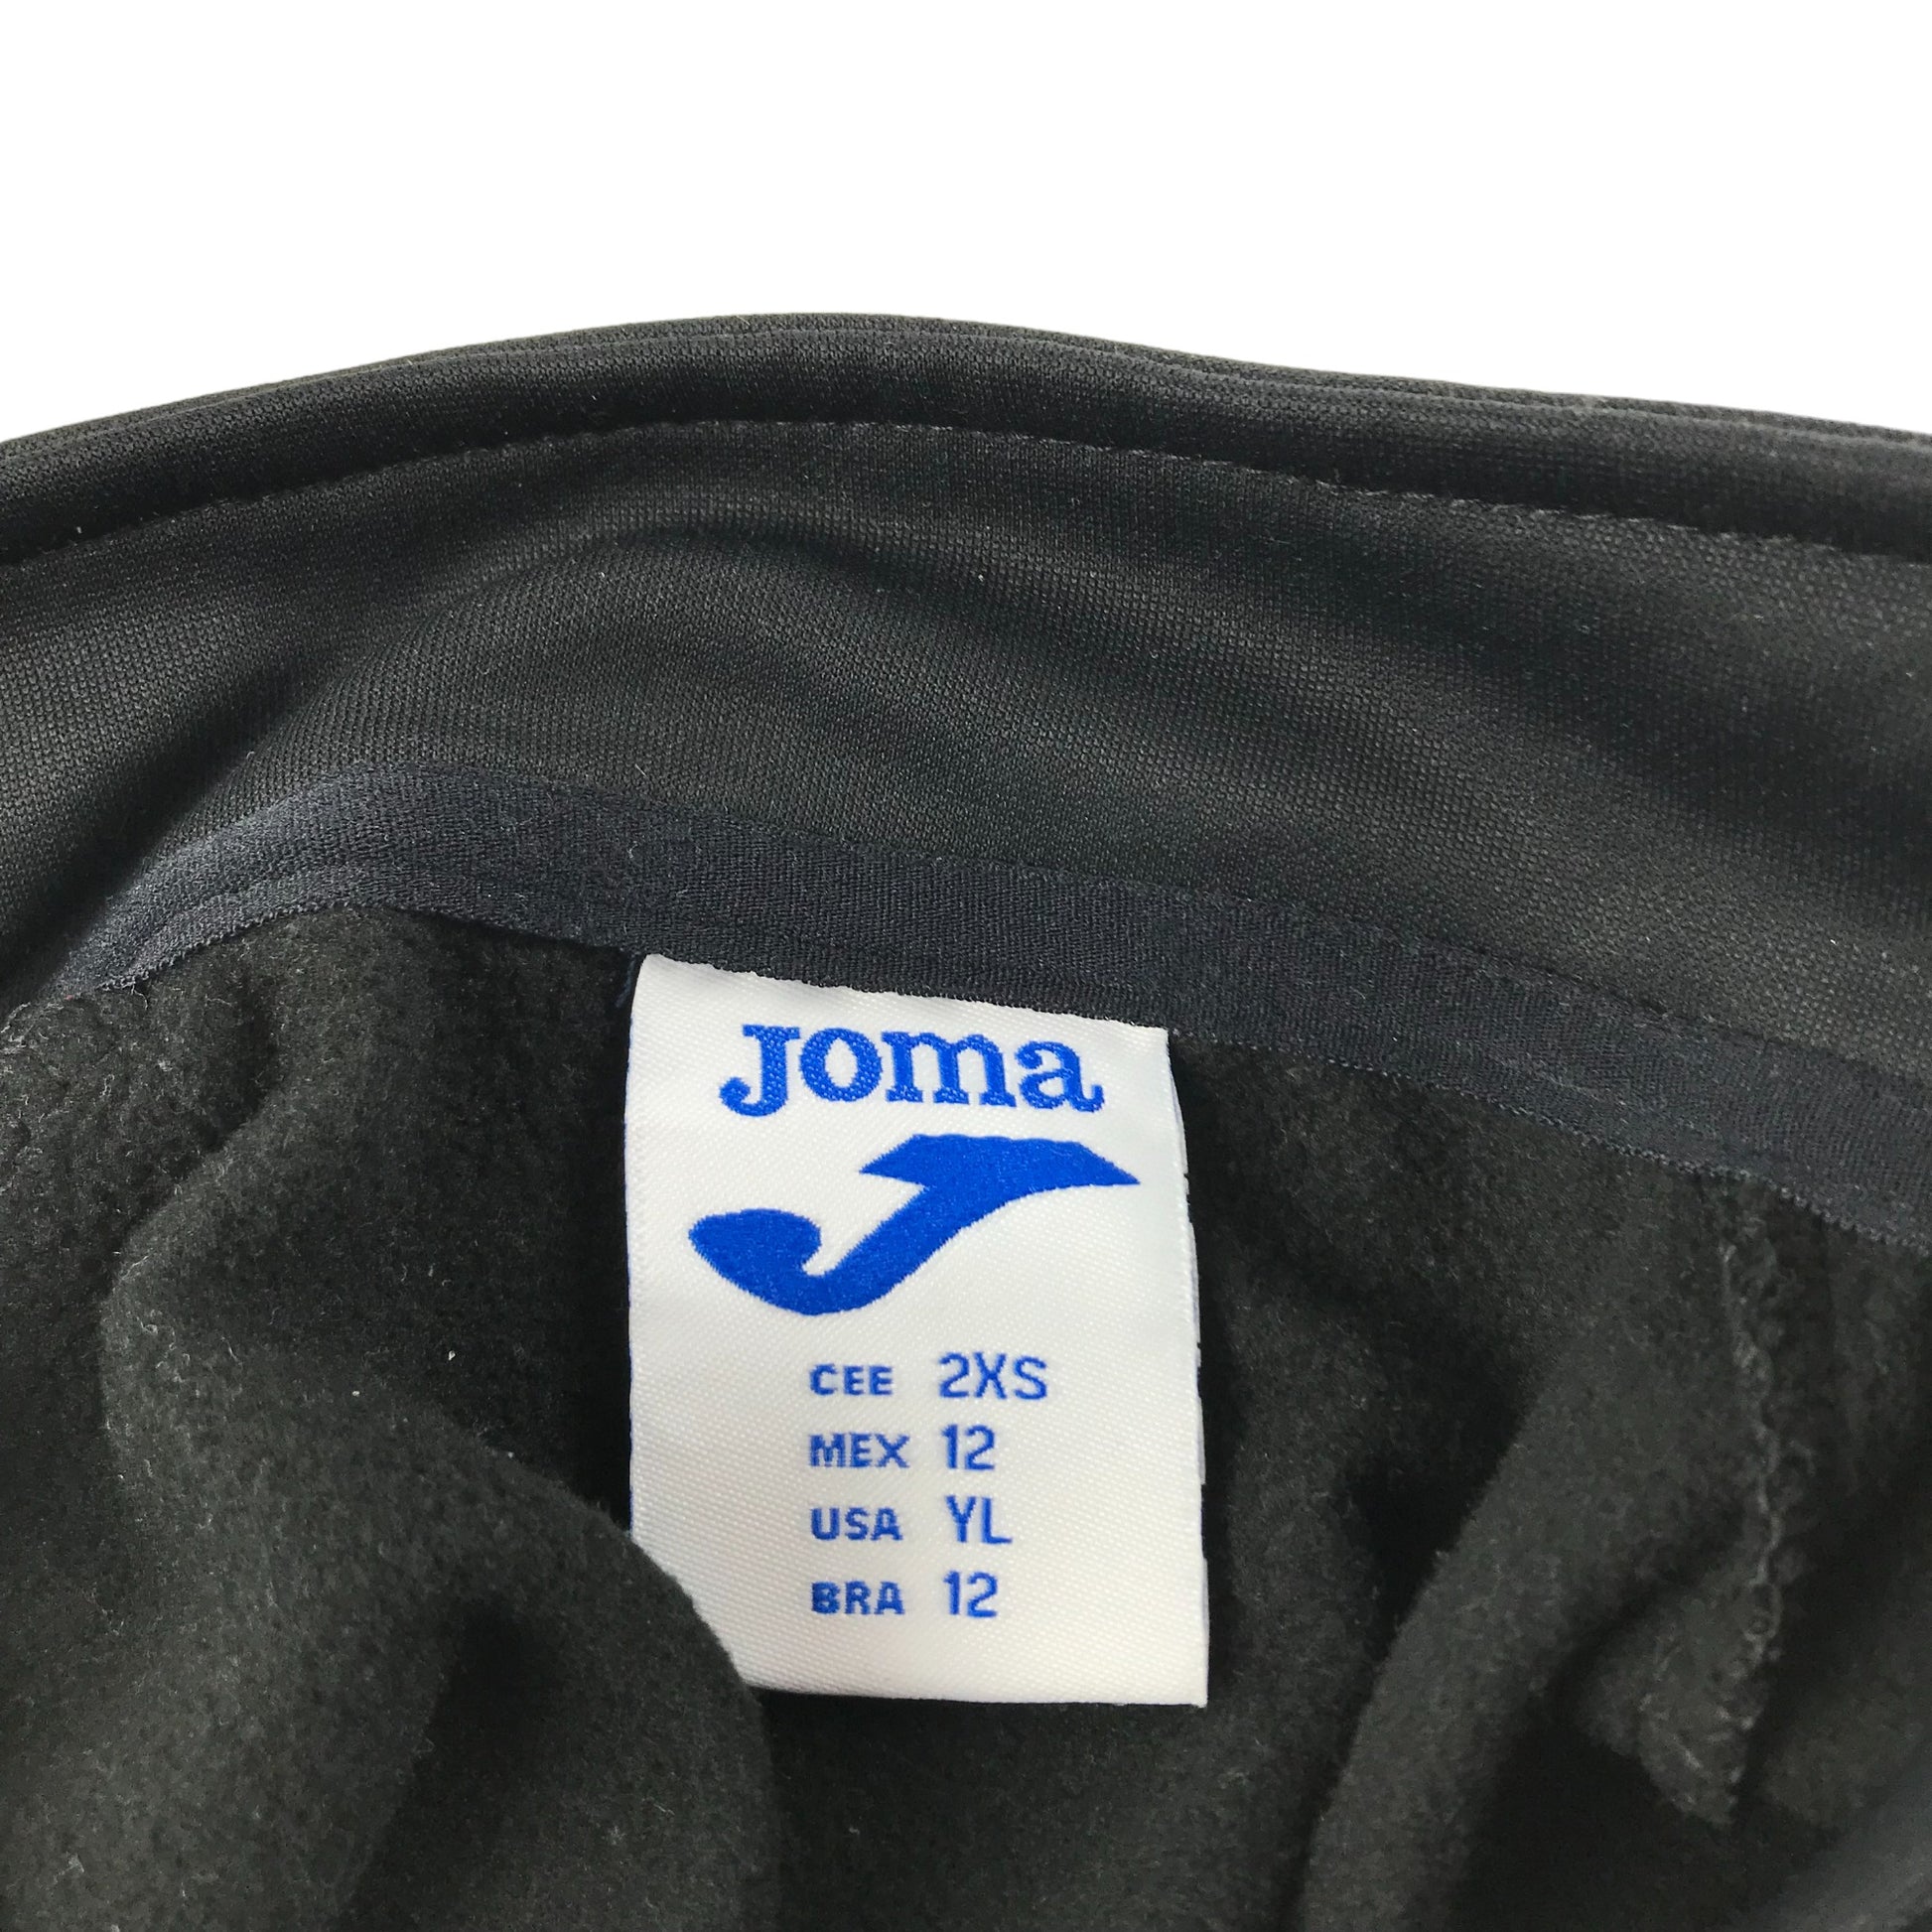 Joma
CEE 2XS
MEX 12
USA YL
BRA 12